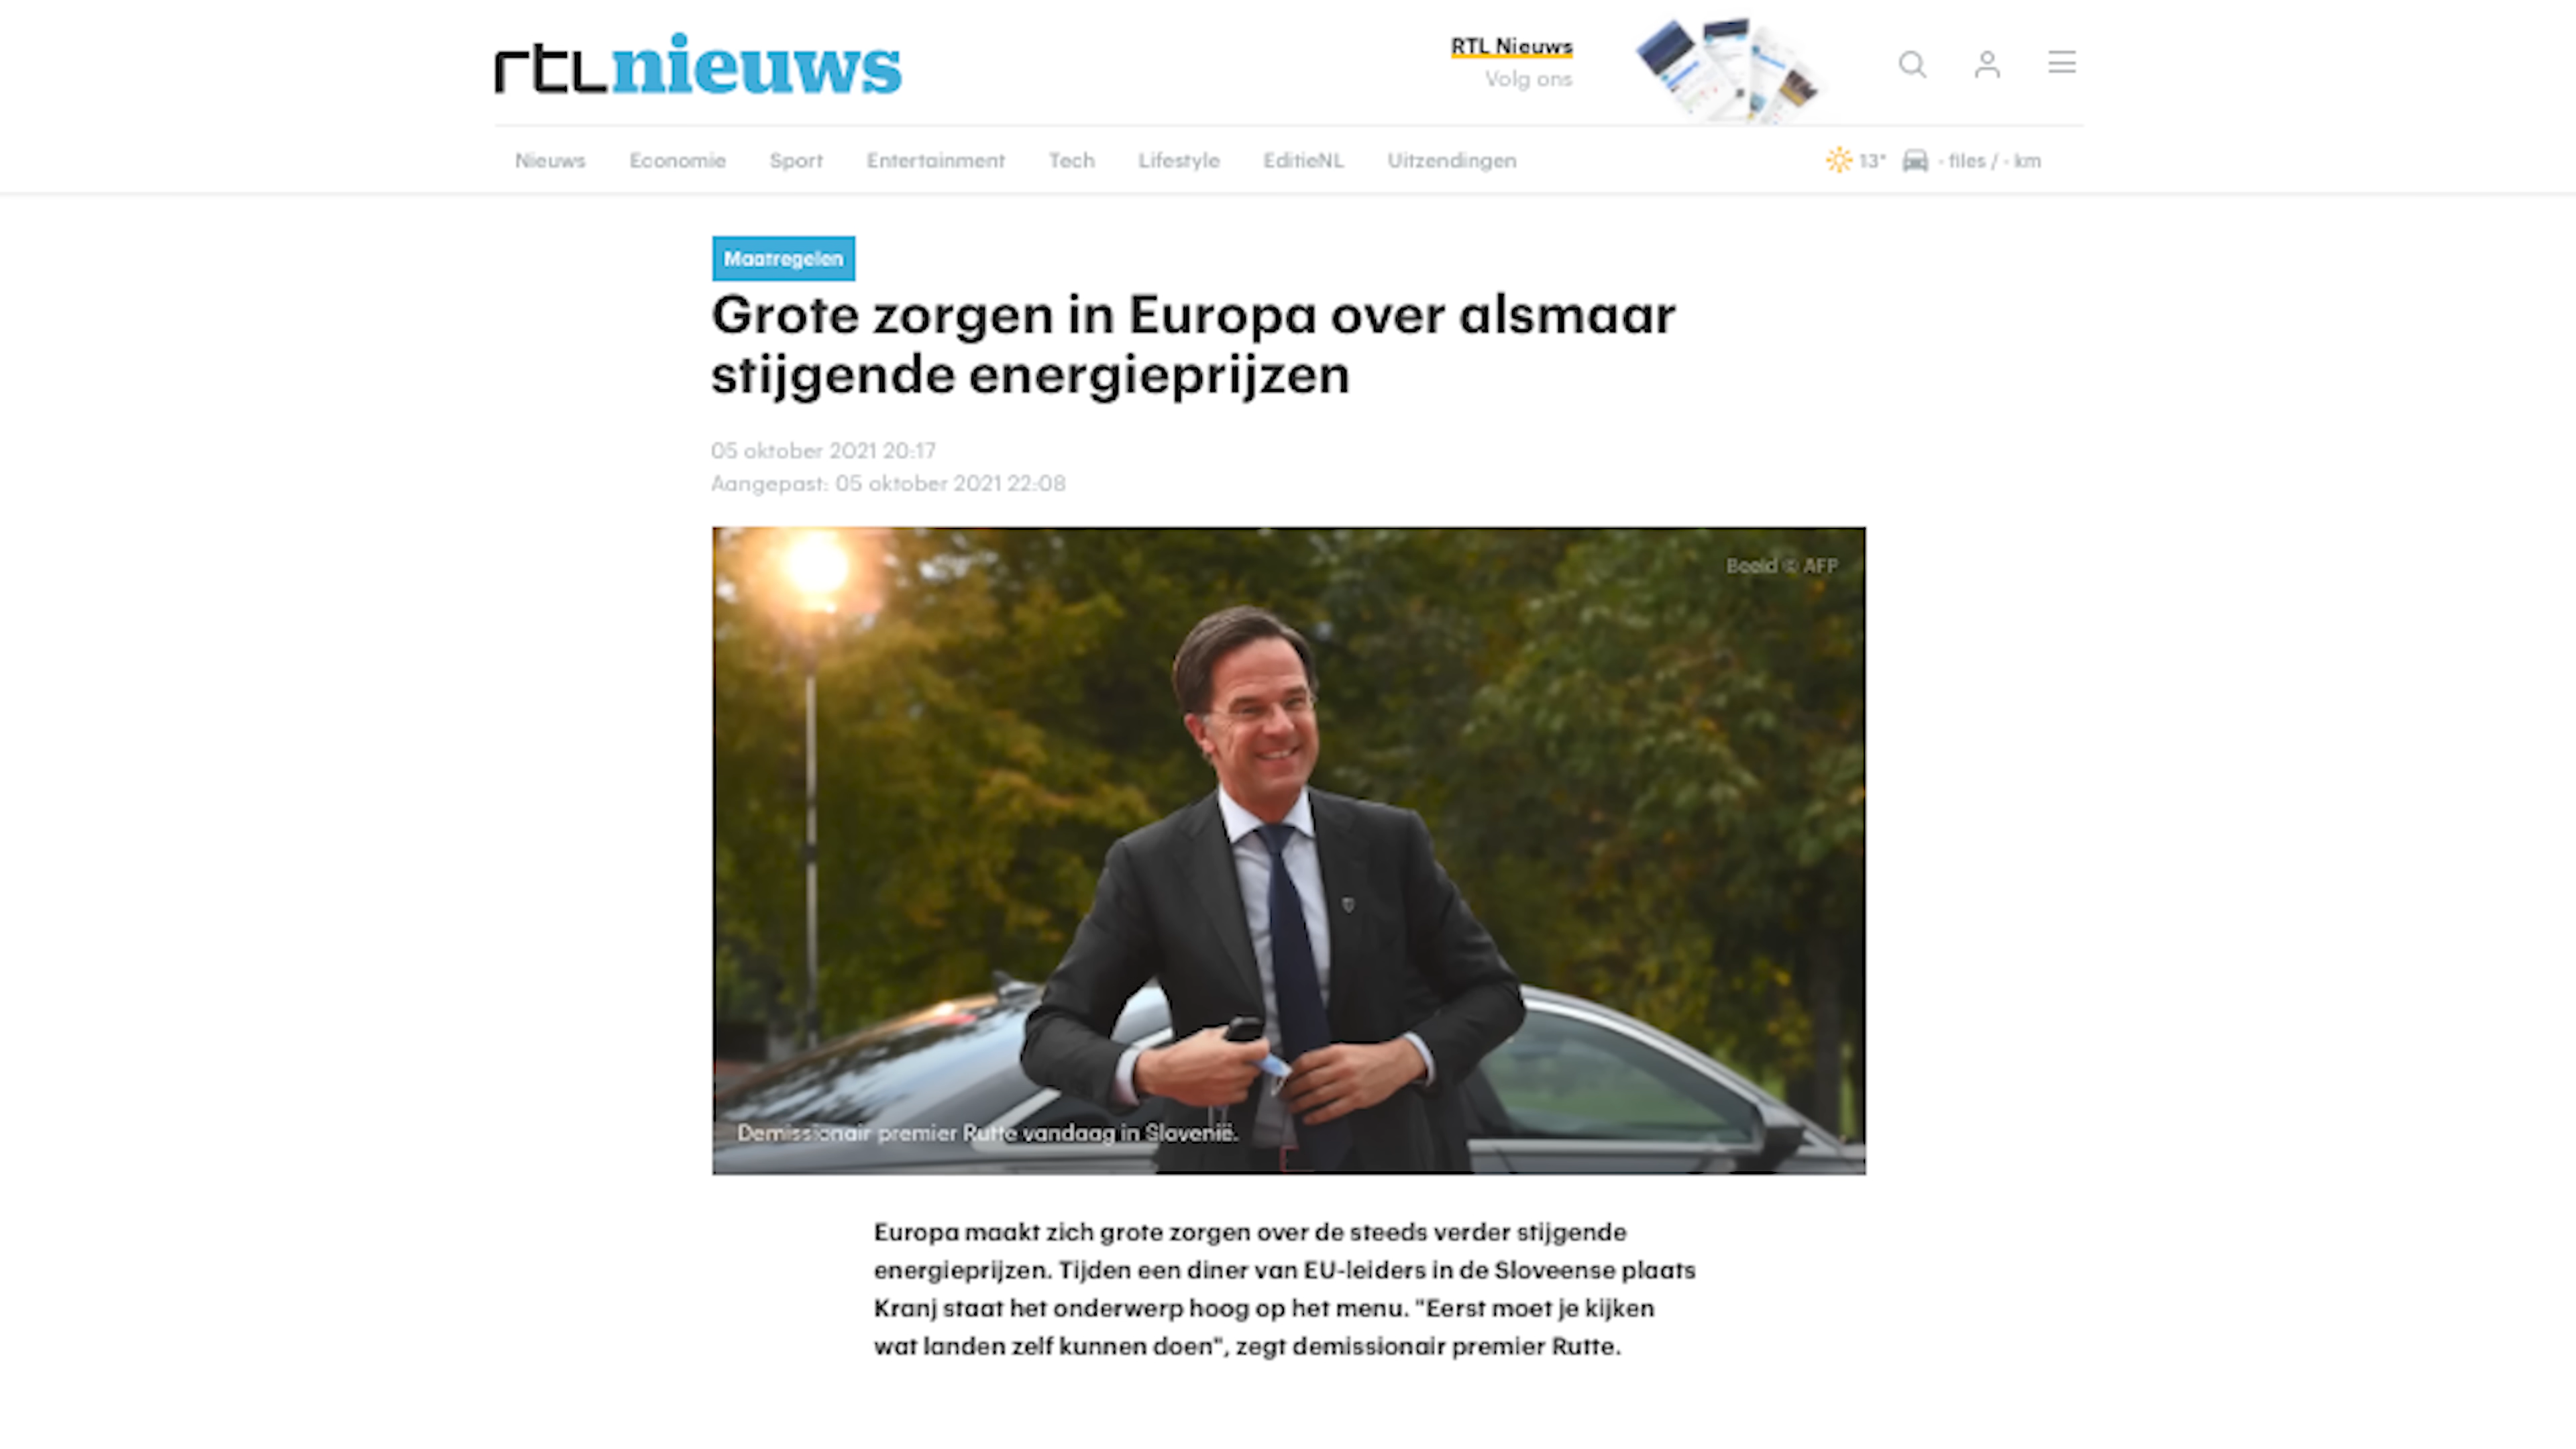 rtlnieuws
RTL Nieuws
Volg ons
Nieuws Economie Sport Entertainment Tech Lifestyle EditieNL Uitzendingen 13° - files / - km
Maatregelen
Grote zorgen in Europa over alsmaar
stijgende energieprijzen
05 oktober 2021 20:17
Aangepast: 05 oktober 2021 22:08
Beeld © AFP
Demissionair premier Rutte vandaag in Slovenië.
Europa maakt zich grote zorgen over de steeds verder stijgende
energieprijzen. Tijden een diner van EU-leiders in de Sloveense plaats
Kranj staat het onderwerp hoog op het menu. "Eerst moet je kijken
wat landen zelf kunnen doen", zegt demissionair premier Rutte.